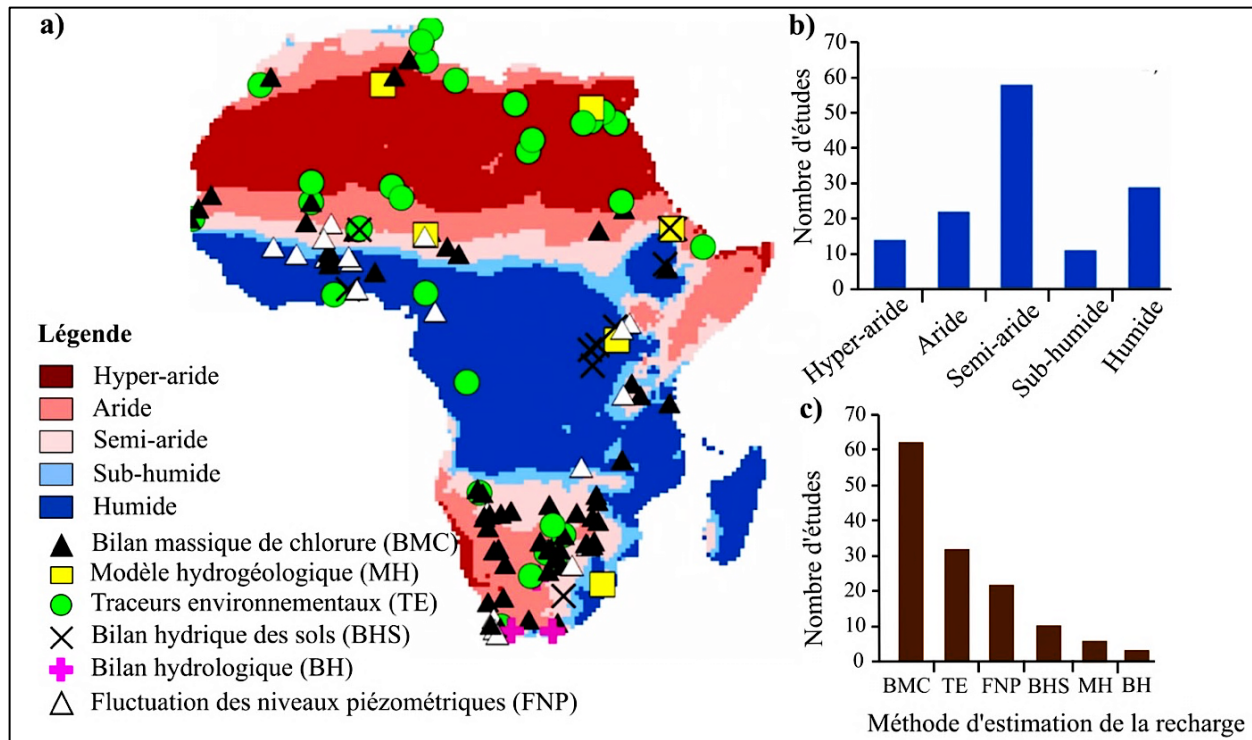 a)
Légende
Hyper-aride
Aride
Semi-aride
Sub-humide
Humide
Bilan massique de chlorure (BMC)
Modèle hydrogéologique (MH)
Traceurs environnementaux (TE)
Bilan hydrique des sols (BHS)
Bilan hydrologique (BH)
Fluctuation des niveaux piézométriques (FNP)
b)
Nombre d'études
70
60
50
40
30
20
10
0
Hyper-aride
Aride
Semi-aride
Sub-humide
Humide
c)
Nombre d'études
70
60
50
40
30
20
10
0
BMC TE FNP BHS MH BH
Méthode d'estimation de la recharge